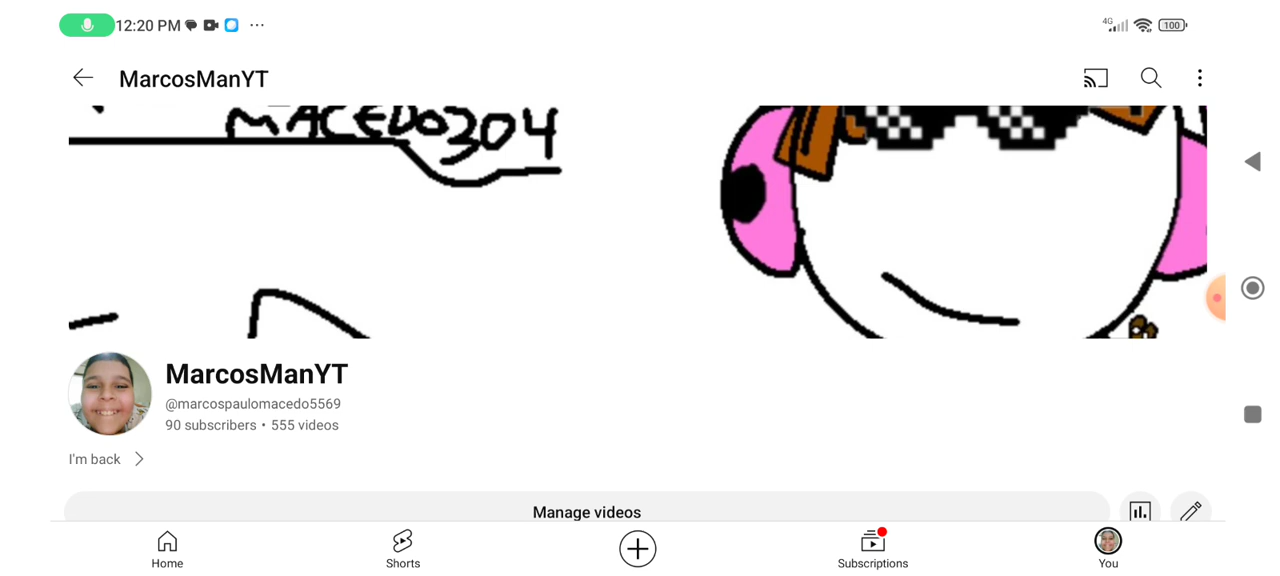 12:20 PM
4G
100
MarcosManYT
MACEDO304
MarcosManYT
@marcospaulomacedo5569
90 subscribers • 555 videos
I'm back
Manage videos
Home
Shorts
Subscriptions
You